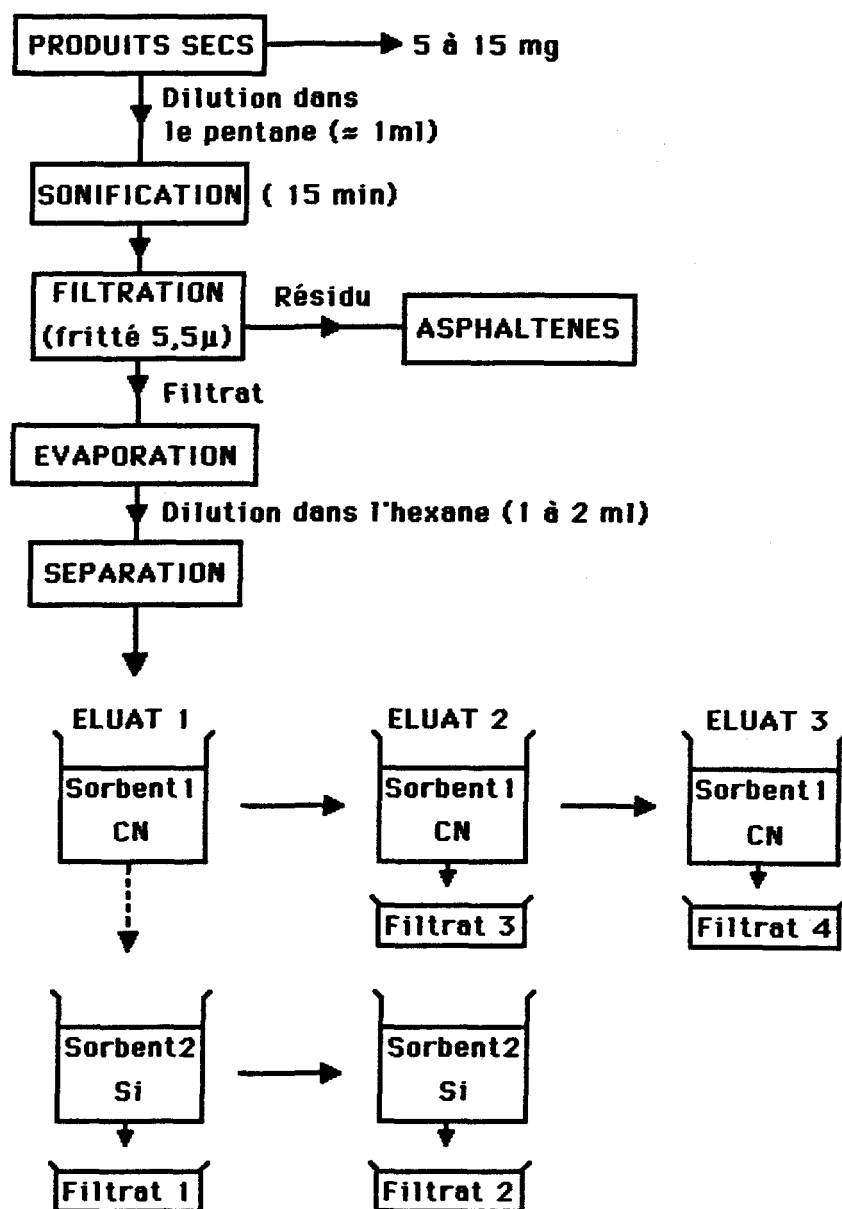 PRODUITS SECS
5 à 15 mg
Dilution dans
le pentane (≈ 1ml)
SONIFICATION
( 15 min)
FILTRATION
(fritté 5,5µ)
Résidu
ASPHALTENES
Filtrat
EVAPORATION
Dilution dans l'hexane (1 à 2 ml)
SEPARATION
ELUAT 1
ELUAT 2
ELUAT 3
Sorbent1
CN
Sorbent1
CN
Sorbent1
CN
Filtrat 3
Filtrat 4
Sorbent2
Si
Sorbent2
Si
Filtrat 1
Filtrat 2